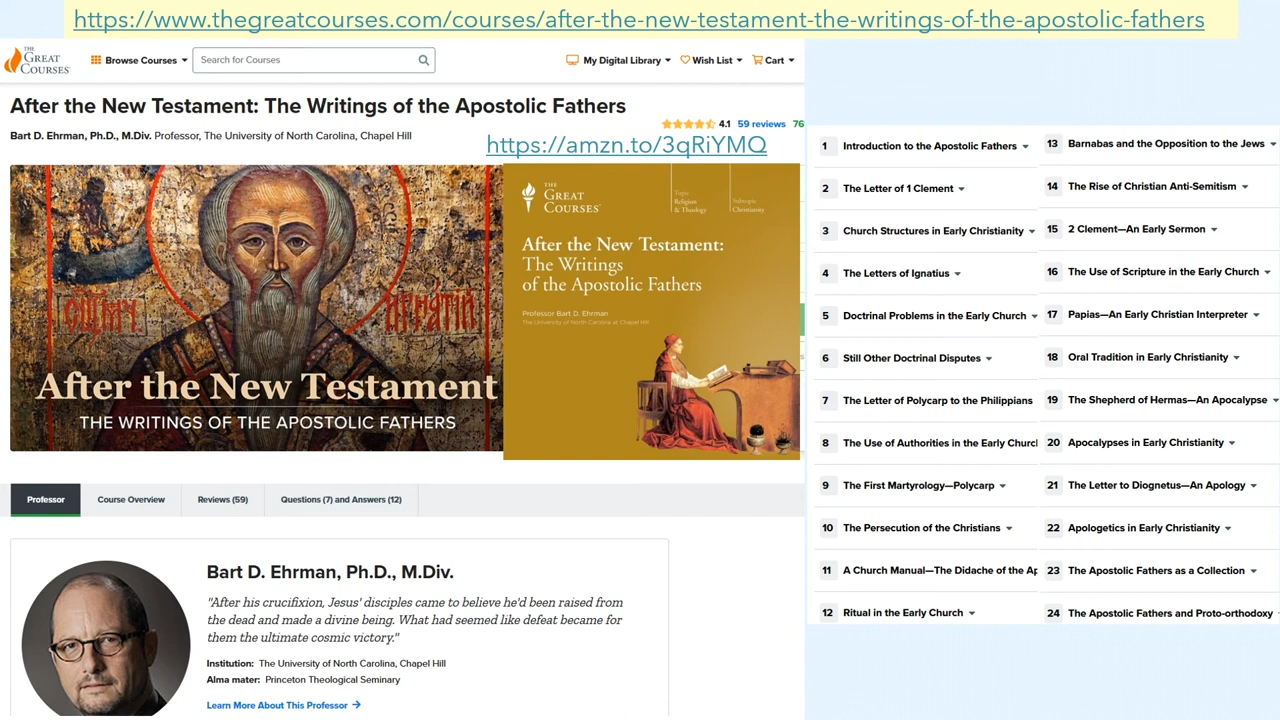 https://www.thegreatcourses.com/courses/after-the-new-testament-the-writings-of-the-apostolic-fathers
THE GREAT COURSES
Browse Courses
Search for Courses
My Digital Library
Wish List
Cart
After the New Testament: The Writings of the Apostolic Fathers
Bart D. Ehrman, Ph.D., M.Div. Professor, The University of North Carolina, Chapel Hill
4.1 59 reviews 76
https://amzn.to/3qRiYMQ
After the New Testament
THE WRITINGS OF THE APOSTOLIC FATHERS
THE GREAT COURSES
Topic
Religion
& Theology
Subtopic
Christianity
After the New Testament:
The Writings
of the Apostolic Fathers
Professor Bart D. Ehrman
The University of North Carolina at Chapel Hill
Professor
Course Overview
Reviews (59)
Questions (7) and Answers (12)
Bart D. Ehrman, Ph.D., M.Div.
"After his crucifixion, Jesus' disciples came to believe he'd been raised from
the dead and made a divine being. What had seemed like defeat became for
them the ultimate cosmic victory."
Institution: The University of North Carolina, Chapel Hill
Alma mater: Princeton Theological Seminary
Learn More About This Professor
1 Introduction to the Apostolic Fathers
2 The Letter of 1 Clement
3 Church Structures in Early Christianity
4 The Letters of Ignatius
5 Doctrinal Problems in the Early Church
6 Still Other Doctrinal Disputes
7 The Letter of Polycarp to the Philippians
8 The Use of Authorities in the Early Churc
9 The First Martyrology—Polycarp
10 The Persecution of the Christians
11 A Church Manual—The Didache of the Ap
12 Ritual in the Early Church
13 Barnabas and the Opposition to the Jews
14 The Rise of Christian Anti-Semitism
15 2 Clement—An Early Sermon
16 The Use of Scripture in the Early Church
17 Papias—An Early Christian Interpreter
18 Oral Tradition in Early Christianity
19 The Shepherd of Hermas—An Apocalypse
20 Apocalypses in Early Christianity
21 The Letter to Diognetus—An Apology
22 Apologetics in Early Christianity
23 The Apostolic Fathers as a Collection
24 The Apostolic Fathers and Proto-orthodoxy